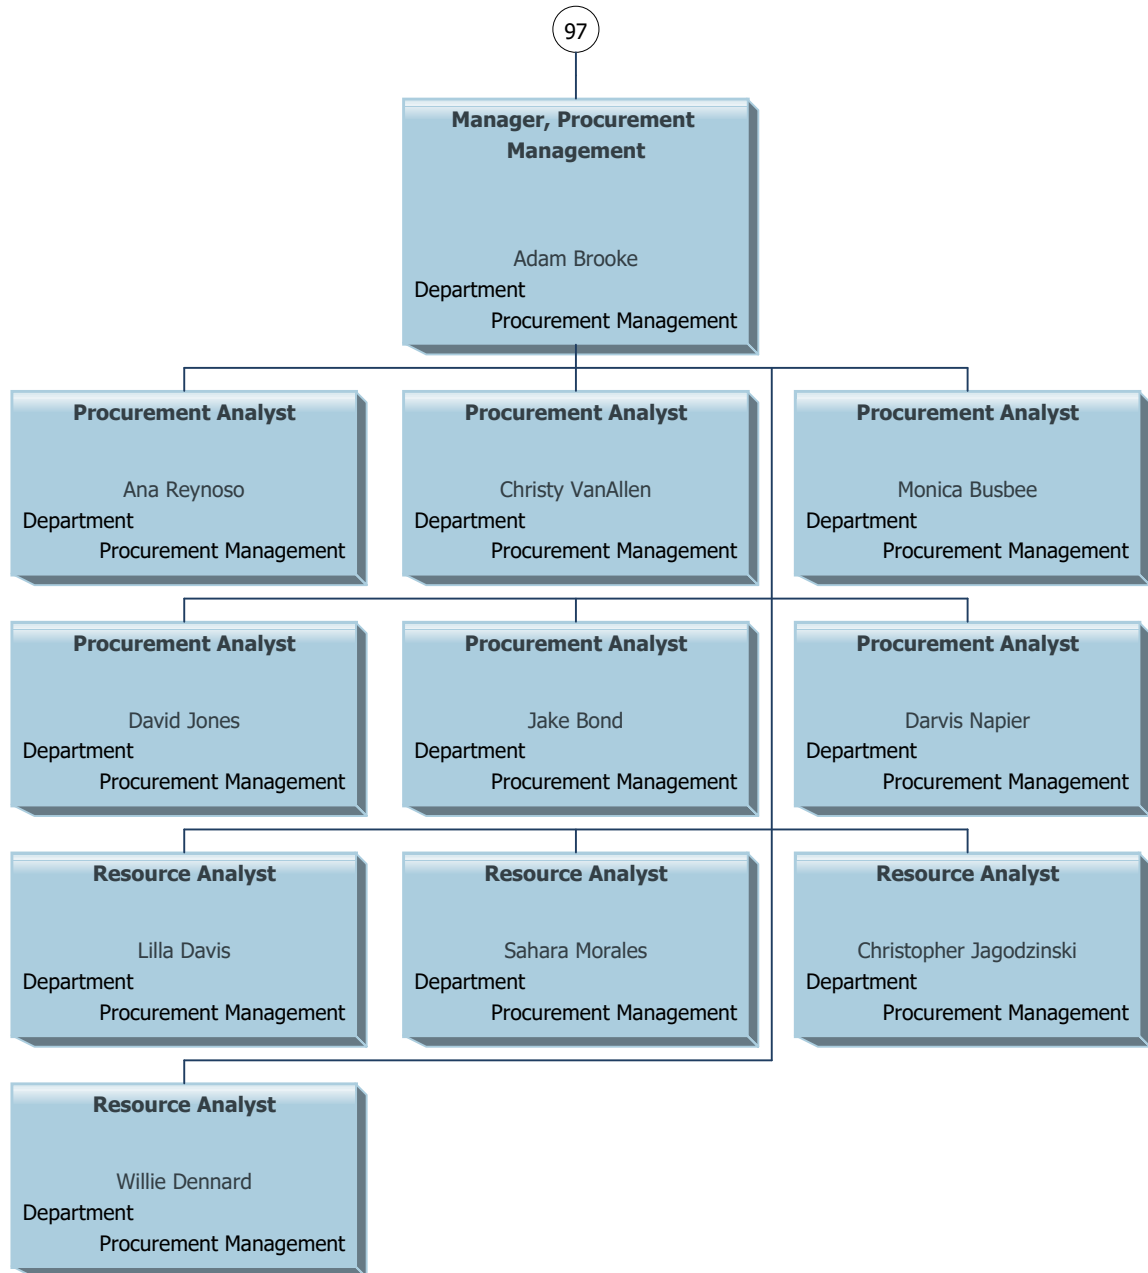 97
Manager, Procurement
Management
Adam Brooke
Department
Procurement Management
Procurement Analyst
Ana Reynoso
Department
Procurement Management
Procurement Analyst
Christy VanAllen
Department
Procurement Management
Procurement Analyst
Monica Busbee
Department
Procurement Management
Procurement Analyst
David Jones
Department
Procurement Management
Procurement Analyst
Jake Bond
Department
Procurement Management
Procurement Analyst
Darvis Napier
Department
Procurement Management
Resource Analyst
Lilla Davis
Department
Procurement Management
Resource Analyst
Sahara Morales
Department
Procurement Management
Resource Analyst
Christopher Jagodzinski
Department
Procurement Management
Resource Analyst
Willie Dennard
Department
Procurement Management